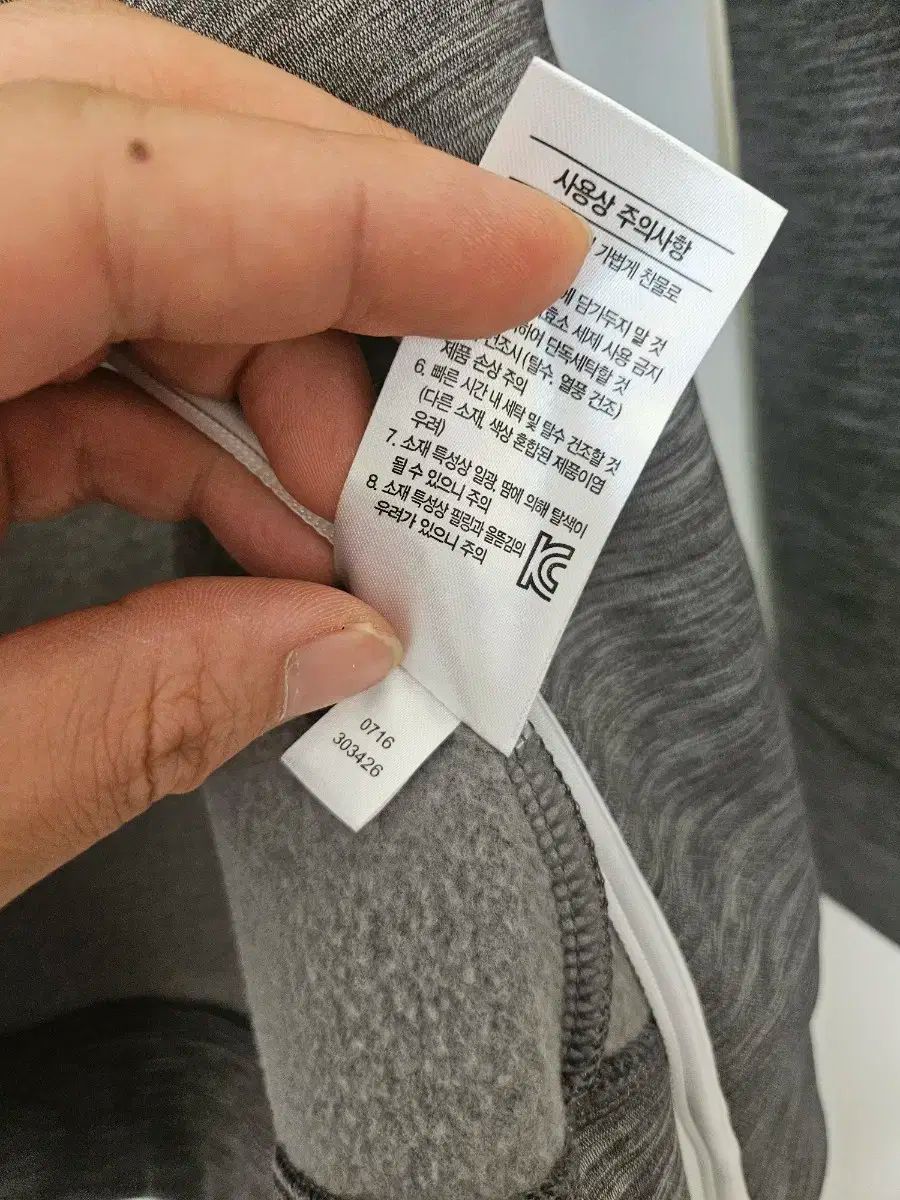 사용상 주의사항
가볍게 찬물로
담가두지 말 것
효소 세제 사용 금지
하여 단독세탁할 것
건조시(탈수, 열풍 건조)
제품 손상 주의
6. 빠른 시간 내 세탁 및 탈수 건조할 것
(다른 소재, 색상 혼합된 제품이염
우려)
7. 소재 특성상 일광, 땀에 의해 탈색이
될 수 있으니 주의
8. 소재 특성상 필링과 올뜯김의
우려가 있으니 주의
0716
303426